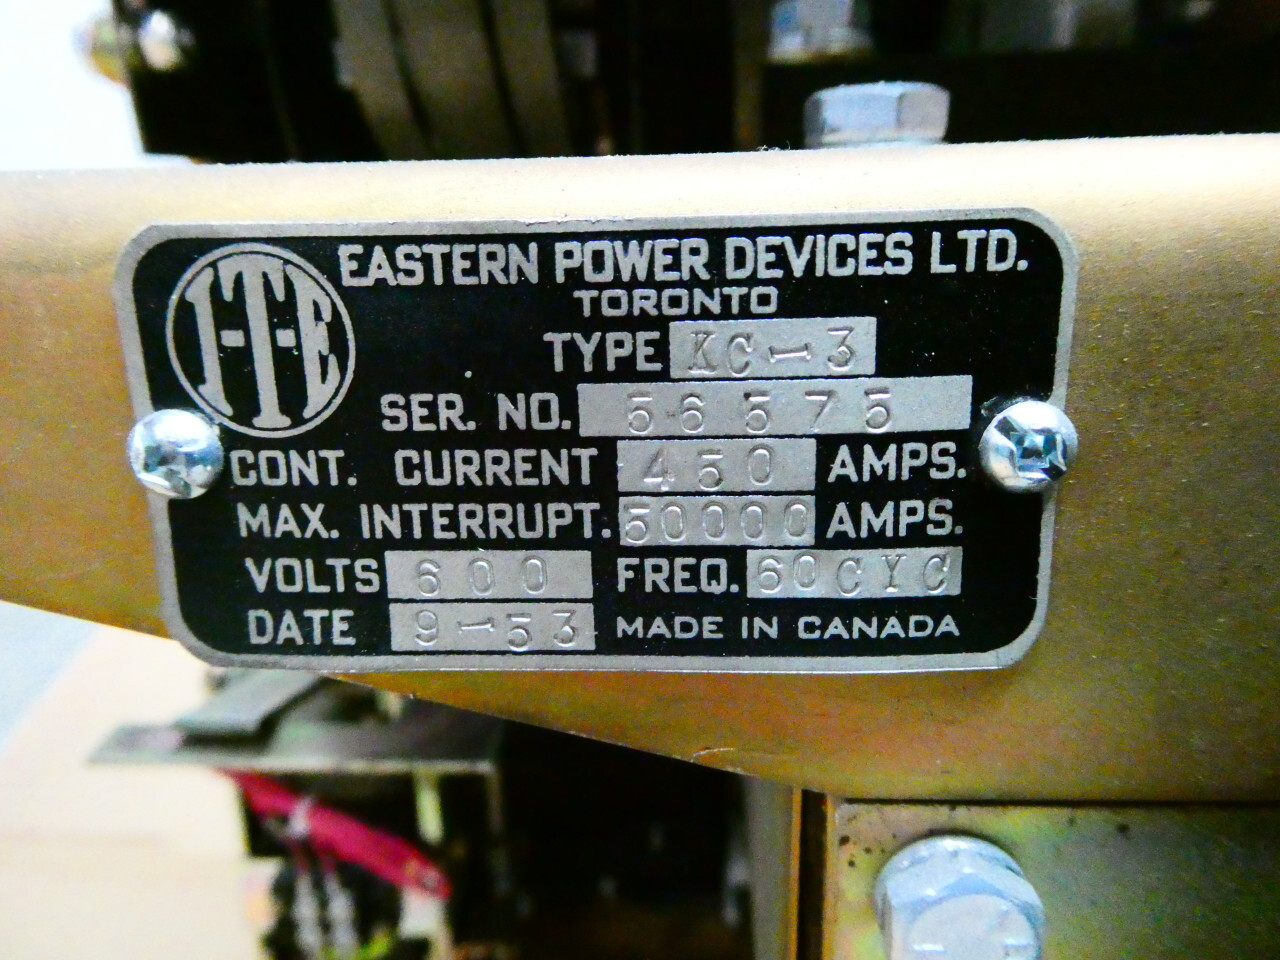 I-T-E
EASTERN POWER DEVICES LTD.
TORONTO
TYPE KC-3
SER. NO. 56575
CONT. CURRENT 450 AMPS.
MAX. INTERRUPT. 50000 AMPS.
VOLTS 600 FREQ. 60CYC
DATE 9-53 MADE IN CANADA